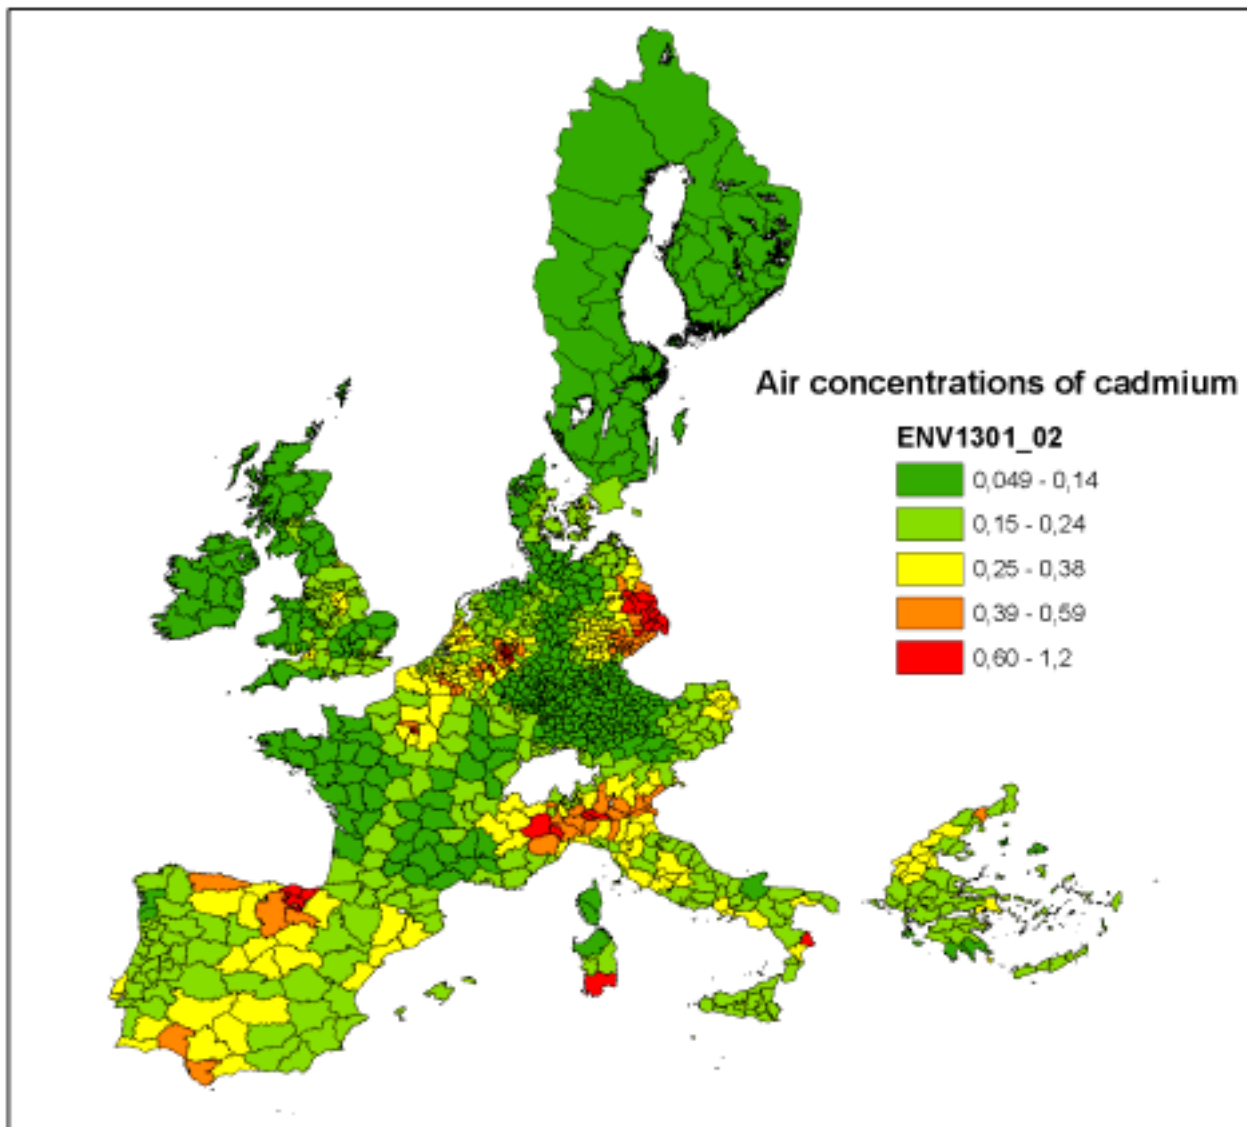 Air concentrations of cadmium
ENV1301_02
0,049 - 0,14
0,15 - 0,24
0,25 - 0,38
0,39 - 0,59
0,60 - 1,2